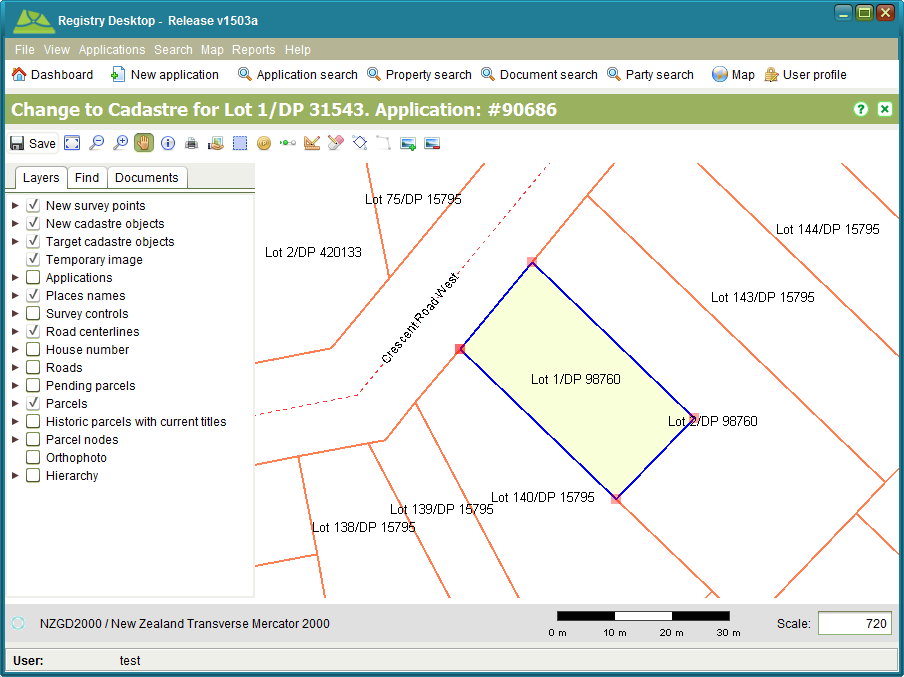 Registry Desktop - Release v1503a
File View Applications Search Map Reports Help
Dashboard New application Application search Property search Document search Party search Map User profile
Change to Cadastre for Lot 1/DP 31543. Application: #90686
Save
Layers Find Documents
New survey points
New cadastre objects
Target cadastre objects
Temporary image
Applications
Places names
Survey controls
Road centerlines
House number
Roads
Pending parcels
Parcels
Historic parcels with current titles
Parcel nodes
Orthophoto
Hierarchy
Lot 75/DP 15795
Lot 144/DP 15795
Lot 2/DP 420133
Lot 143/DP 15795
Crescent Road West
Lot 1/DP 98760
Lot 2/DP 98760
Lot 140/DP 15795
Lot 139/DP 15795
Lot 138/DP 15795
NZGD2000 / New Zealand Transverse Mercator 2000
0 m 10 m 20 m 30 m
Scale: 720
User: test